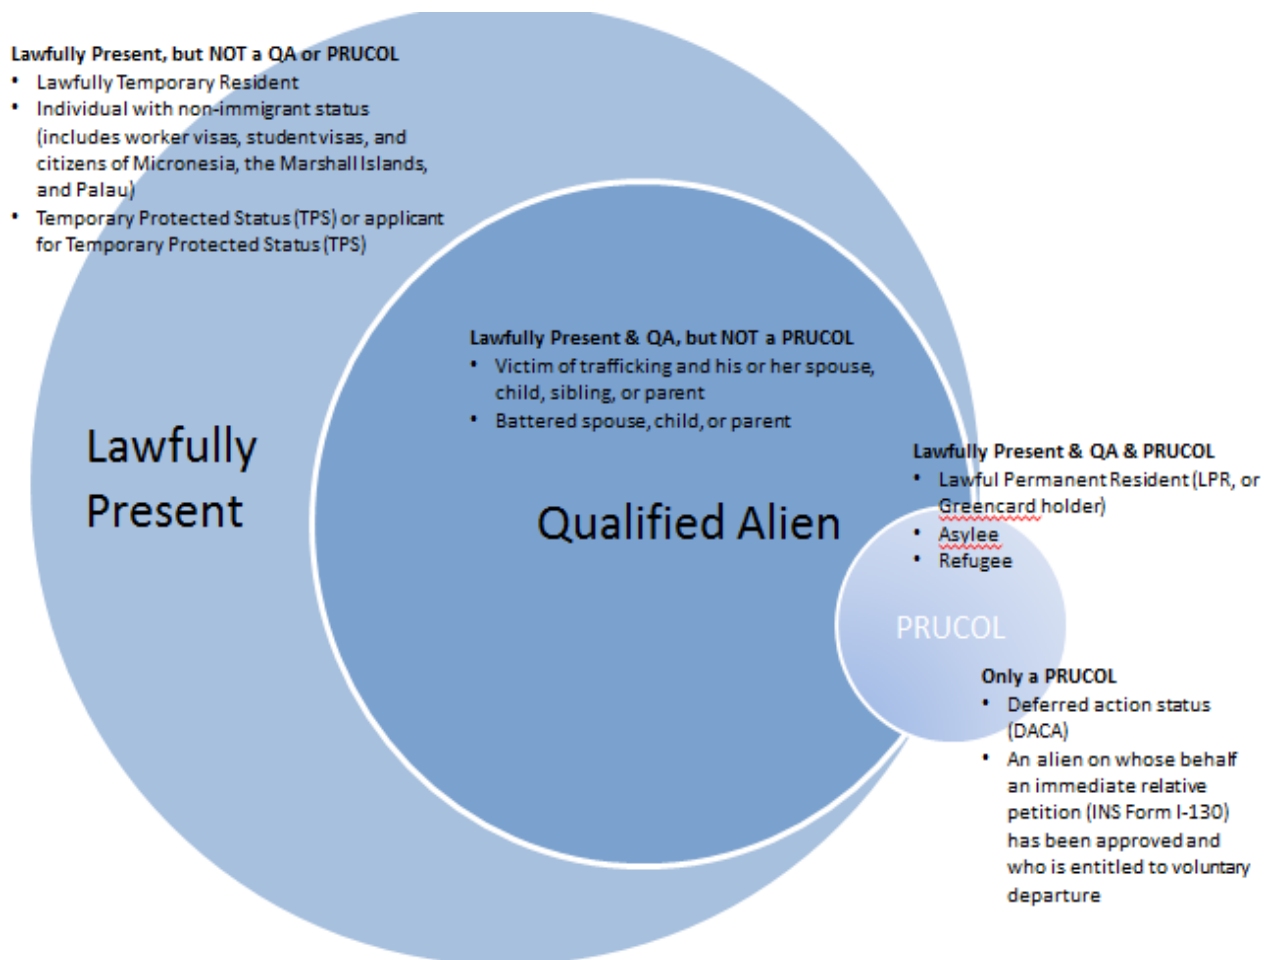 Lawfully Present, but NOT a QA or PRUCOL
• Lawfully Temporary Resident
• Individual with non-immigrant status
(includes worker visas, student visas, and
citizens of Micronesia, the Marshall Islands,
and Palau)
• Temporary Protected Status (TPS) or applicant
for Temporary Protected Status (TPS)
Lawfully Present & QA, but NOT a PRUCOL
• Victim of trafficking and his or her spouse,
child, sibling, or parent
• Battered spouse, child, or parent
Lawfully
Present
Qualified Alien
Lawfully Present & QA & PRUCOL
• Lawful Permanent Resident (LPR, or
Greencard holder)
• Asylee
• Refugee
PRUCOL
Only a PRUCOL
• Deferred action status
(DACA)
• An alien on whose behalf
an immediate relative
petition (INS Form I-130)
has been approved and
who is entitled to voluntary
departure